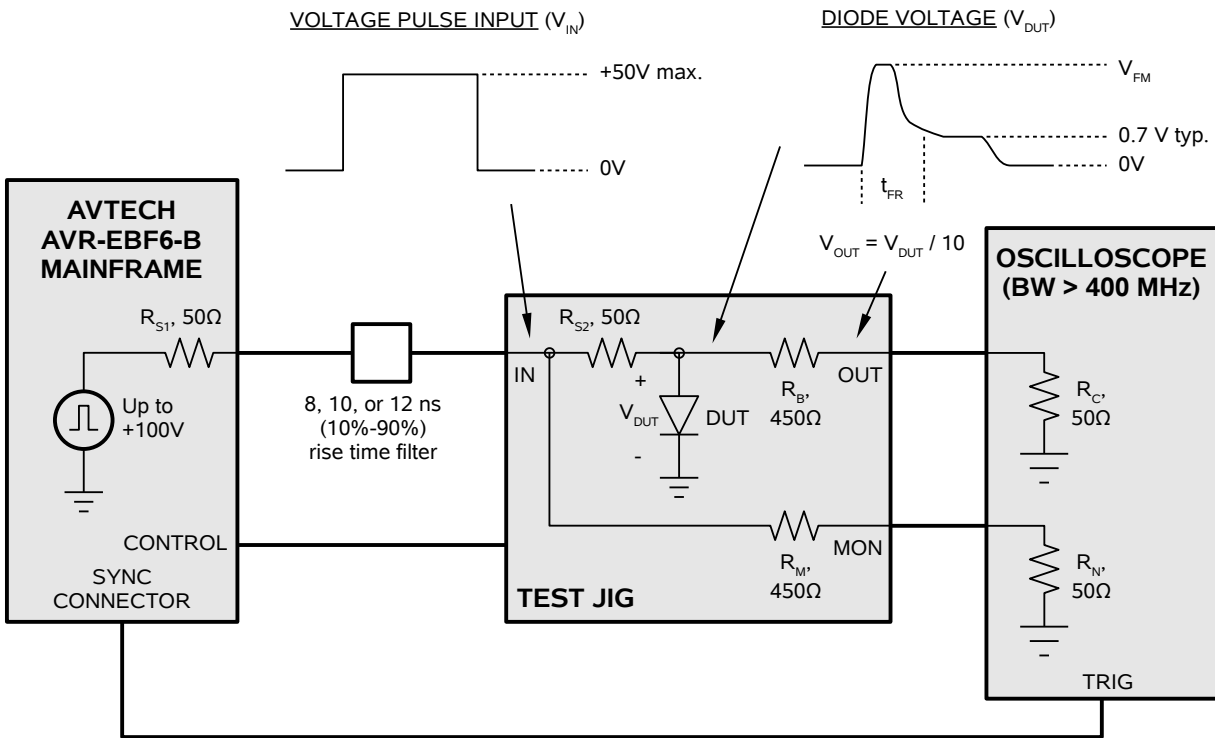 VOLTAGE PULSE INPUT (V_IN)
DIODE VOLTAGE (V_DUT)
+50V max.
0V
V_FM
0.7 V typ.
0V
t_FR
V_OUT = V_DUT / 10
AVTECH
AVR-EBF6-B
MAINFRAME
R_S1, 50Ω
Up to
+100V
CONTROL
SYNC
CONNECTOR
8, 10, or 12 ns
(10%-90%)
rise time filter
R_S2, 50Ω
IN
+
V_DUT
-
DUT
R_B,
450Ω
OUT
R_M,
450Ω
MON
TEST JIG
OSCILLOSCOPE
(BW > 400 MHz)
R_C,
50Ω
R_N,
50Ω
TRIG